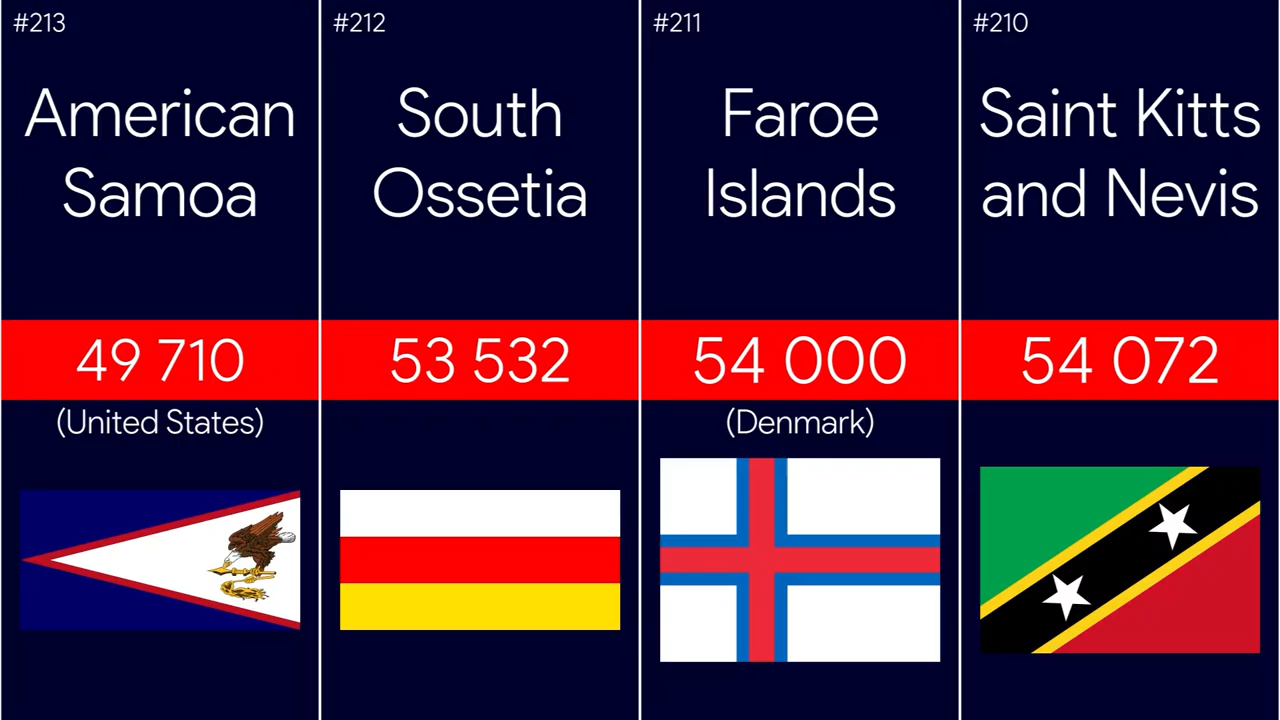 #213
American
Samoa
49 710
(United States)
#212
South
Ossetia
53 532
#211
Faroe
Islands
54 000
(Denmark)
#210
Saint Kitts
and Nevis
54 072